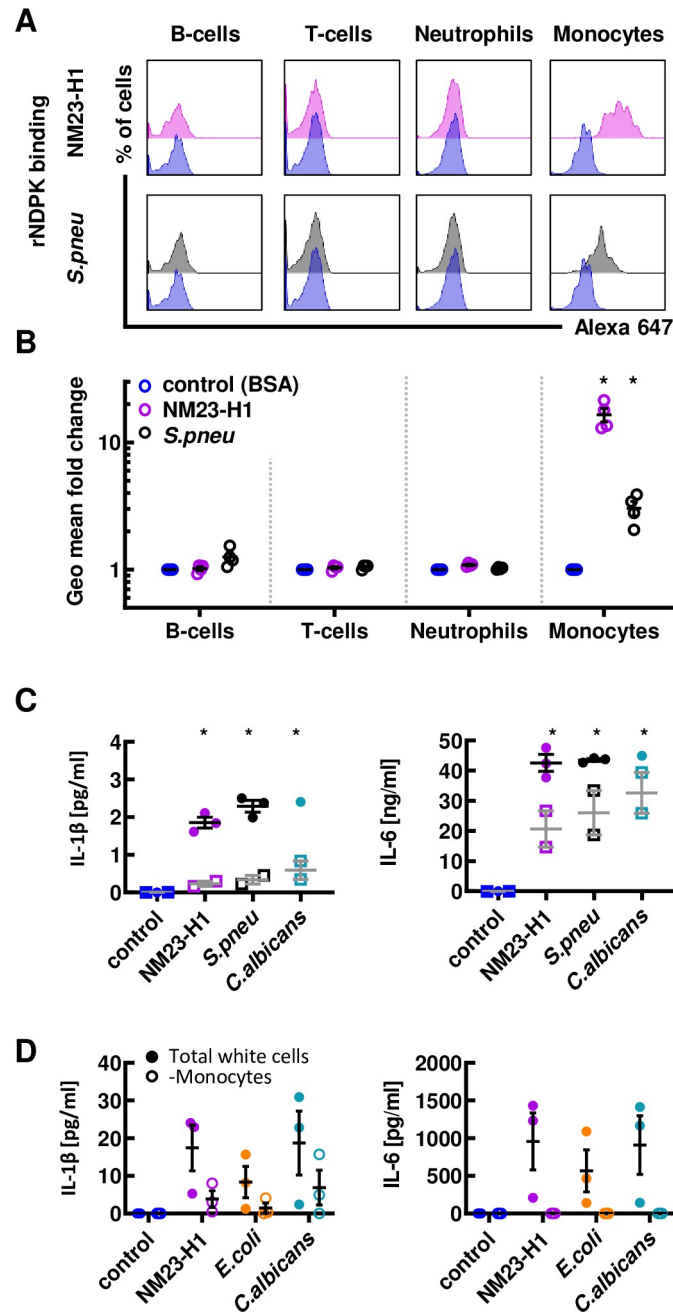 A
B-cells T-cells Neutrophils Monocytes
rNDPK binding
NM23-H1
% of cells
S.pneu
Alexa 647
B
control (BSA)
NM23-H1
S.pneu
* *
Geo mean fold change
10
1
B-cells T-cells Neutrophils Monocytes
C
IL-1β [pg/ml]
4
3
2
1
0
* * *
control NM23-H1 S.pneu C.albicans
IL-6 [ng/ml]
50
40
30
20
10
0
* * *
control NM23-H1 S.pneu C.albicans
D
Total white cells
-Monocytes
IL-1β [pg/ml]
40
30
20
10
0
control NM23-H1 E.coli C.albicans
IL-6 [pg/ml]
2000
1500
1000
500
0
control NM23-H1 E.coli C.albicans